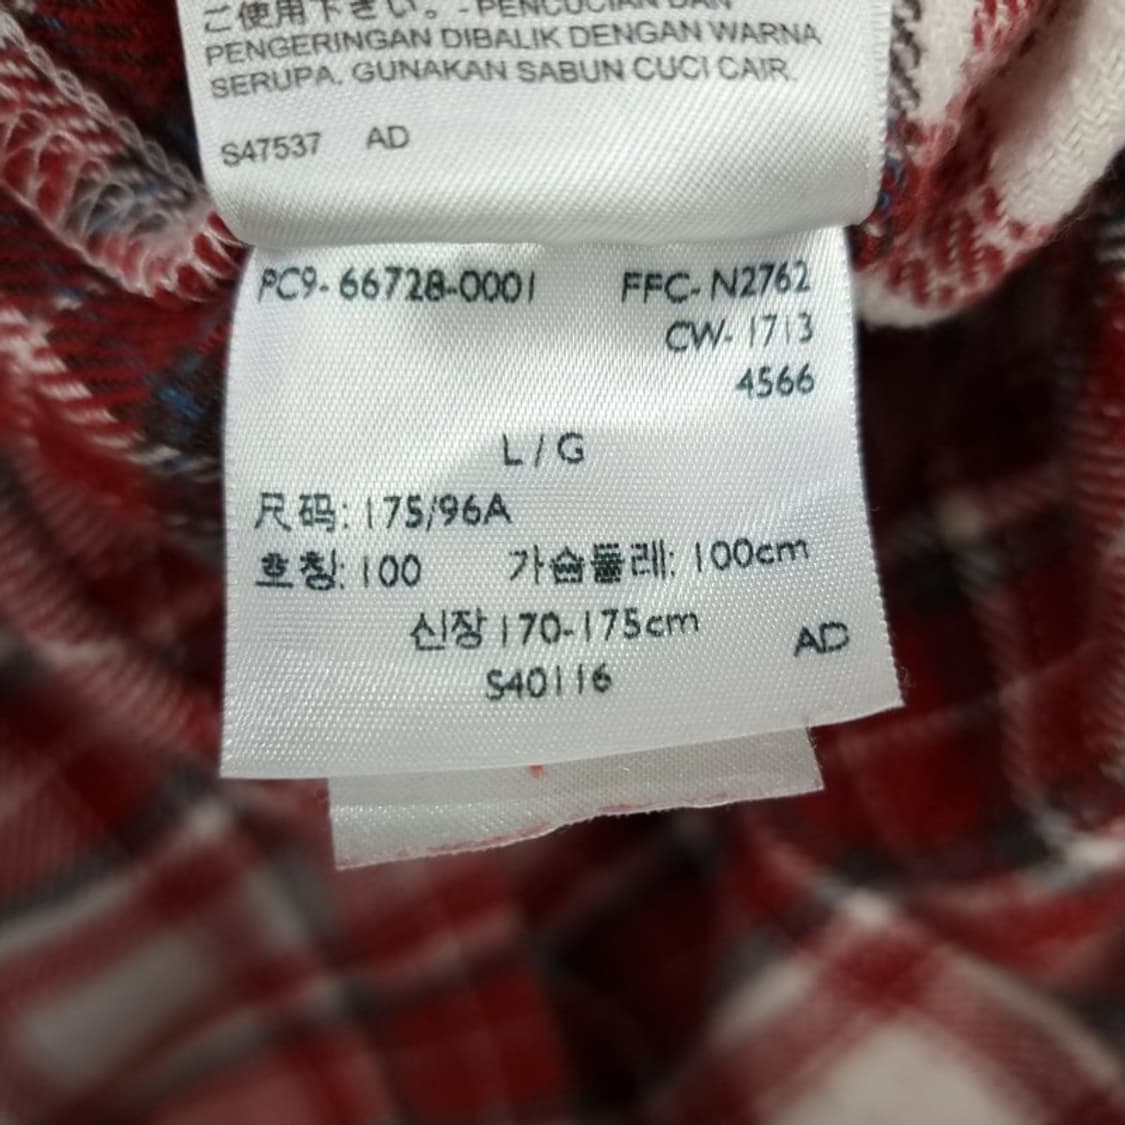 ご使用下さい。- PENCUCIAN DAN
PENGERINGAN DIBALIK DENGAN WARNA
SERUPA. GUNAKAN SABUN CUCI CAIR.
S47537 AD
PC9-66728-0001 FFC-N2762
CW-1713
4566
L / G
尺码: 175/96A
호칭: 100 가슴둘레: 100cm
신장 170-175cm AD
S40116